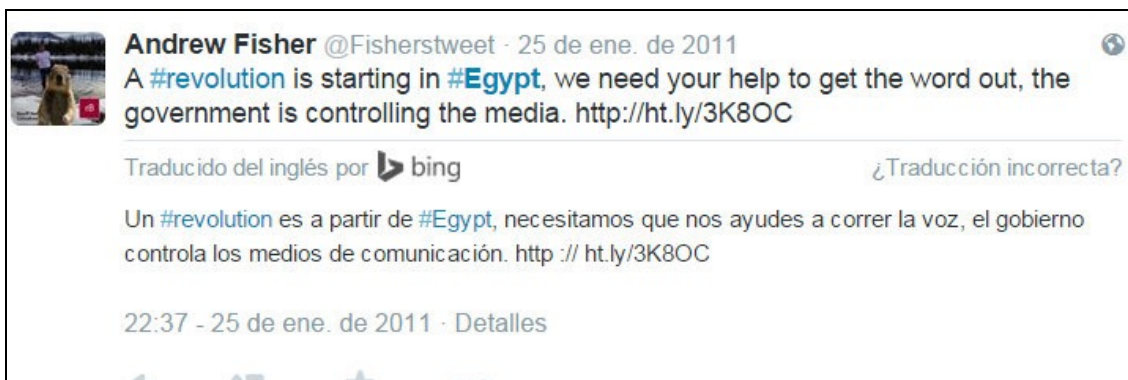 Andrew Fisher @Fisherstweet · 25 de ene. de 2011
A #revolution is starting in #Egypt, we need your help to get the word out, the
government is controlling the media. http://ht.ly/3K8OC
Traducido del inglés por bing ¿Traducción incorrecta?
Un #revolution es a partir de #Egypt, necesitamos que nos ayudes a correr la voz, el gobierno
controla los medios de comunicación. http :// ht.ly/3K8OC
22:37 - 25 de ene. de 2011 · Detalles